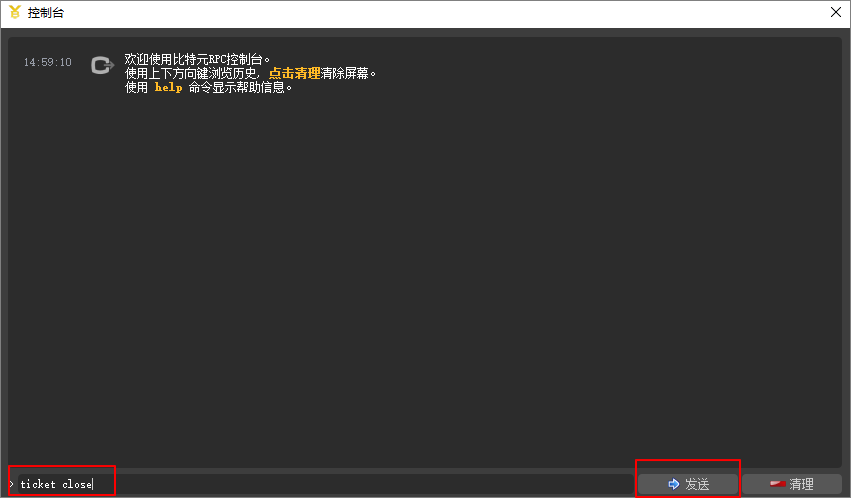 控制台
14:59:10
欢迎使用比特元RPC控制台。
使用上下方向键浏览历史, 点击清理清除屏幕。
使用 help 命令显示帮助信息。
ticket close
发送
清理